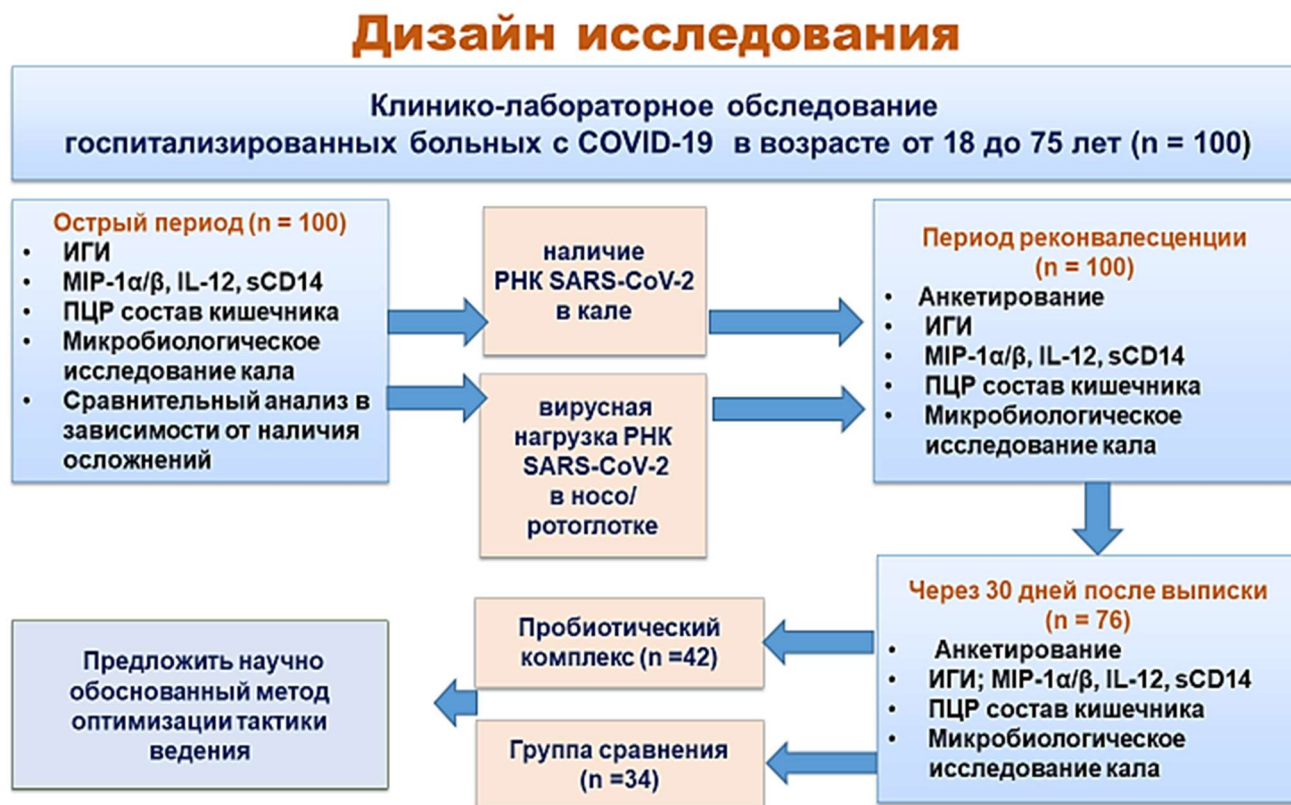 Дизайн исследования
Клинико-лабораторное обследование
госпитализированных больных с COVID-19 в возрасте от 18 до 75 лет (n = 100)
Острый период (n = 100)
• ИГИ
• MIP-1α/β, IL-12, sCD14
• ПЦР состав кишечника
• Микробиологическое
исследование кала
• Сравнительный анализ в
зависимости от наличия
осложнений
наличие
РНК SARS-CoV-2
в кале
вирусная
нагрузка РНК
SARS-CoV-2
в носо/
ротоглотке
Период реконвалесценции
(n = 100)
• Анкетирование
• ИГИ
• MIP-1α/β, IL-12, sCD14
• ПЦР состав кишечника
• Микробиологическое
исследование кала
Через 30 дней после выписки
(n = 76)
• Анкетирование
• ИГИ; MIP-1α/β, IL-12, sCD14
• ПЦР состав кишечника
• Микробиологическое
исследование кала
Пробиотический
комплекс (n =42)
Группа сравнения
(n =34)
Предложить научно
обоснованный метод
оптимизации тактики
ведения